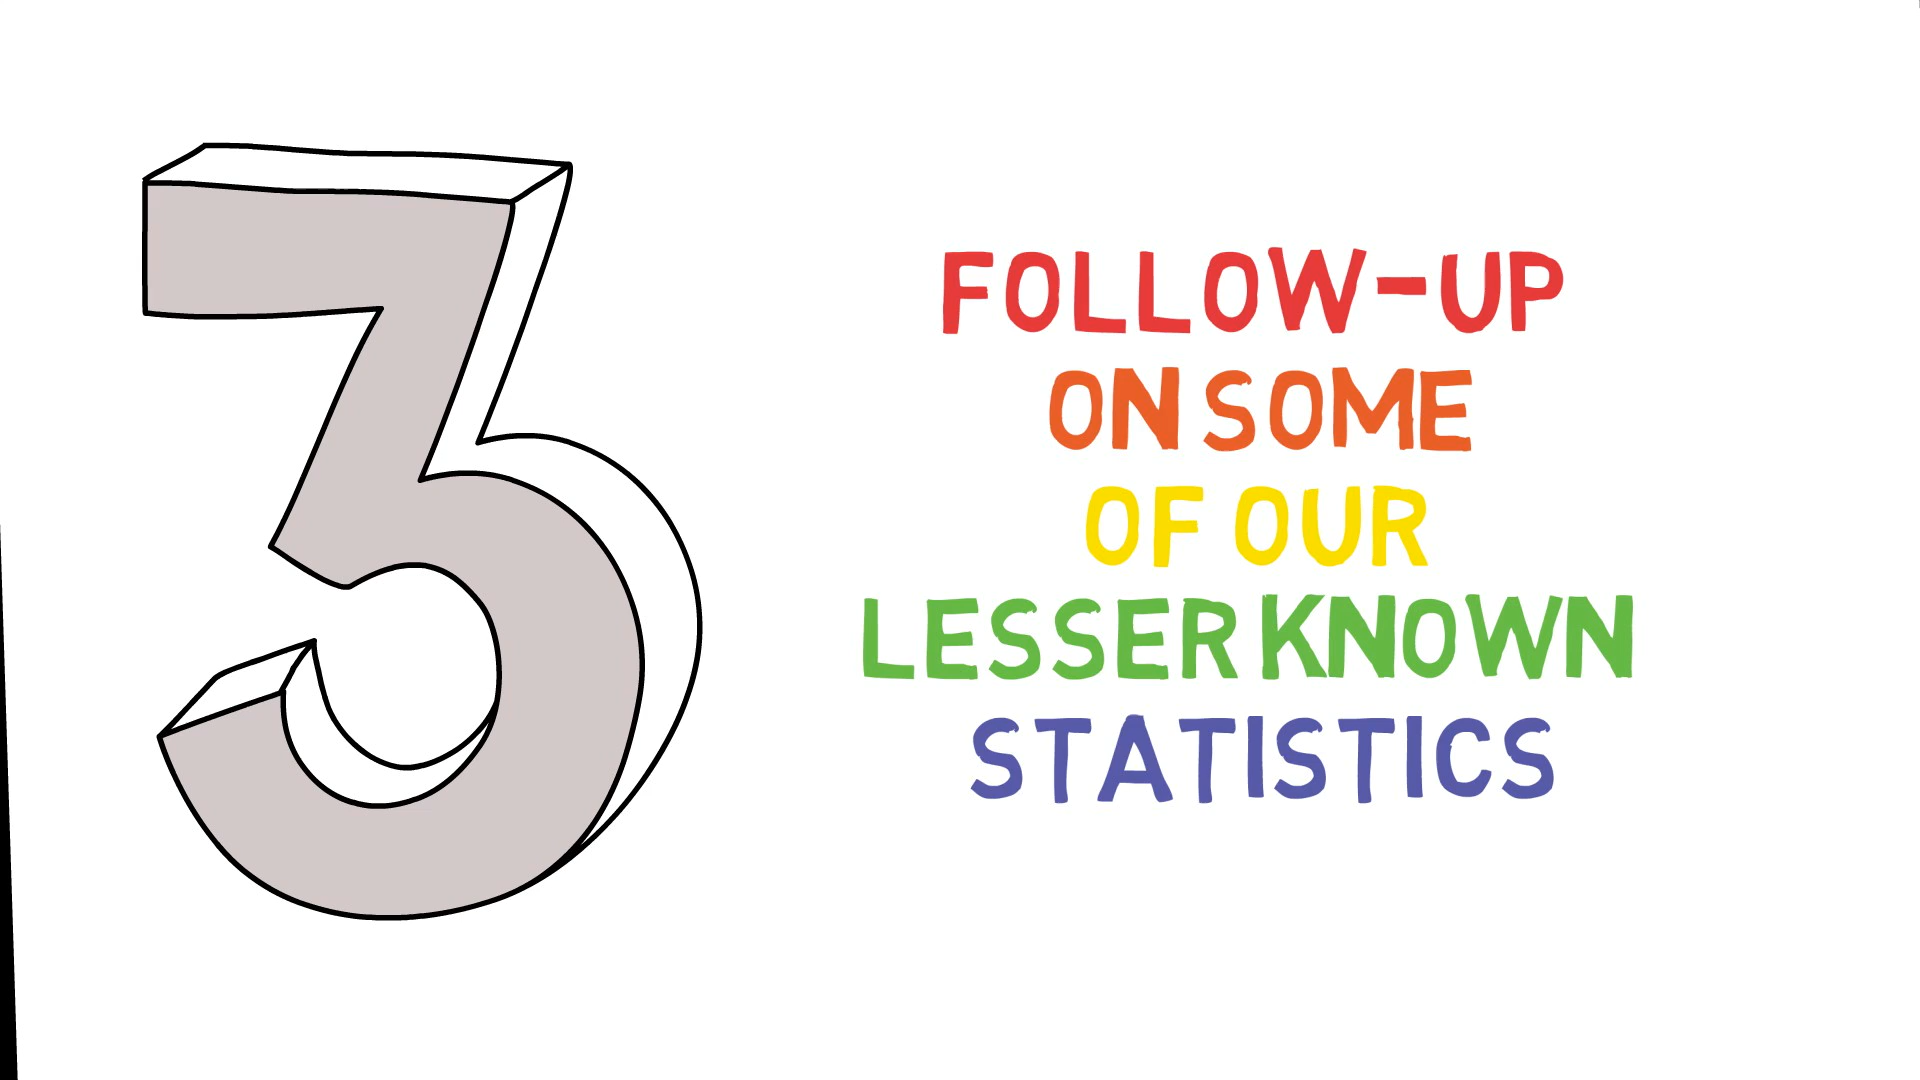 3
FOLLOW-UP
ON SOME
OF OUR
LESSER KNOWN
STATISTICS